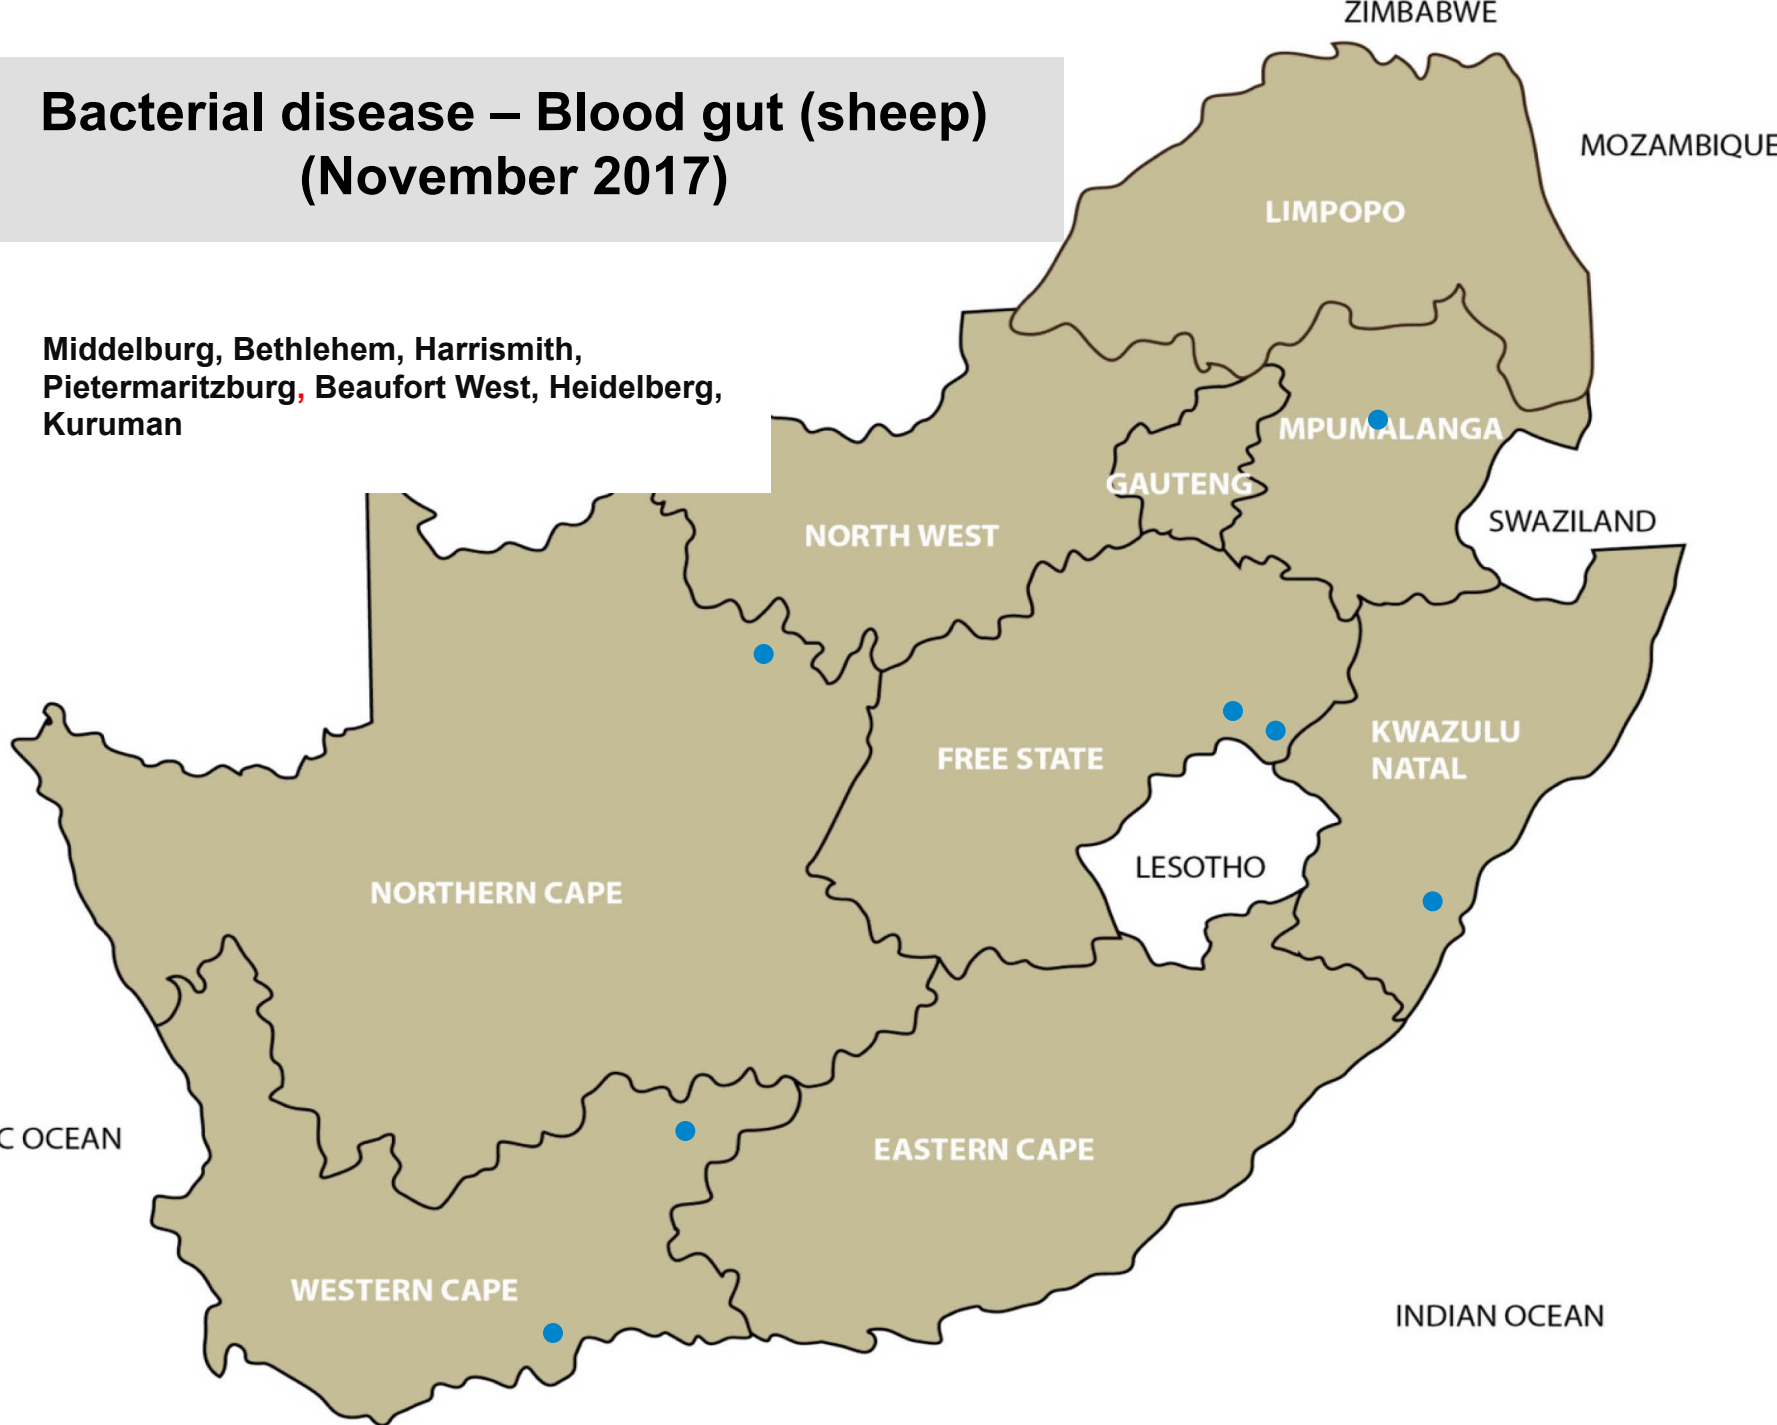 ZIMBABWE
Bacterial disease – Blood gut (sheep)
(November 2017)
MOZAMBIQUE
LIMPOPO
Middelburg, Bethlehem, Harrismith,
Pietermaritzburg, Beaufort West, Heidelberg,
Kuruman
MPUMALANGA
GAUTENG
NORTH WEST
SWAZILAND
KWAZULU
NATAL
FREE STATE
LESOTHO
NORTHERN CAPE
C OCEAN
EASTERN CAPE
WESTERN CAPE
INDIAN OCEAN